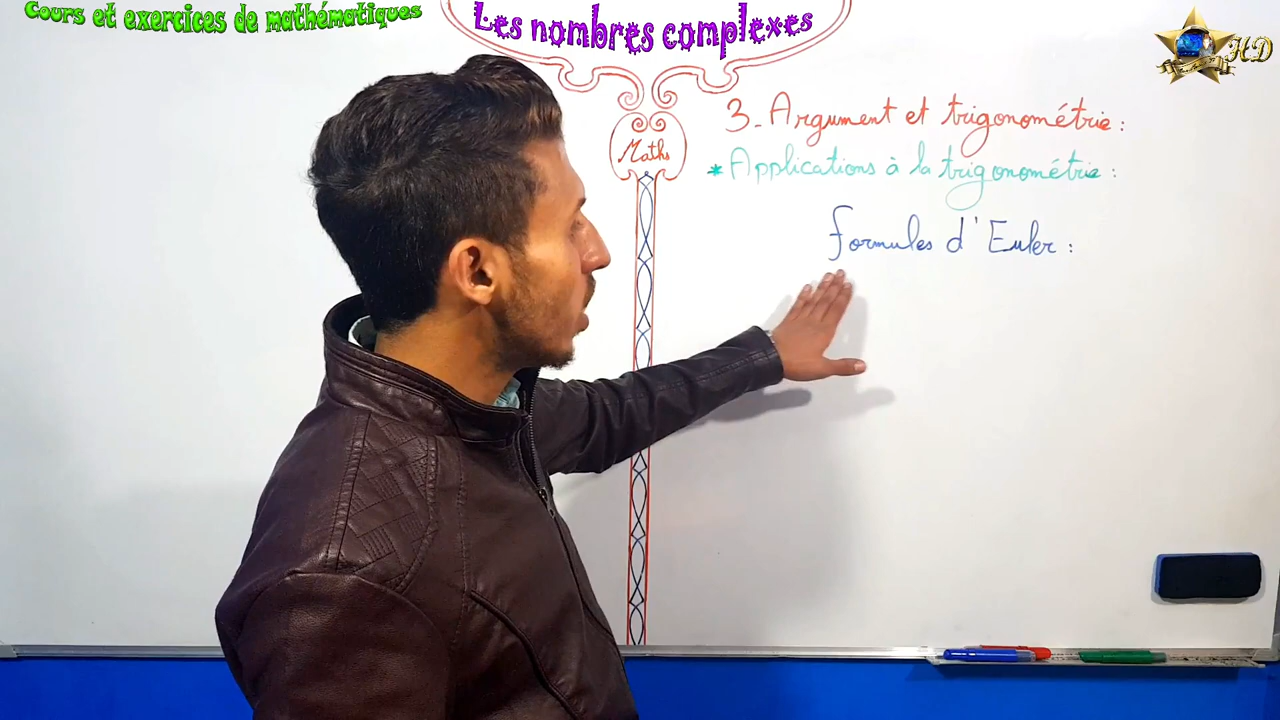 Cours et exercices de mathématiques
Les nombres complexes
HD
Maths
3- Argument et trigonométrie :
* Applications à la trigonométrie :
formules d'Euler :